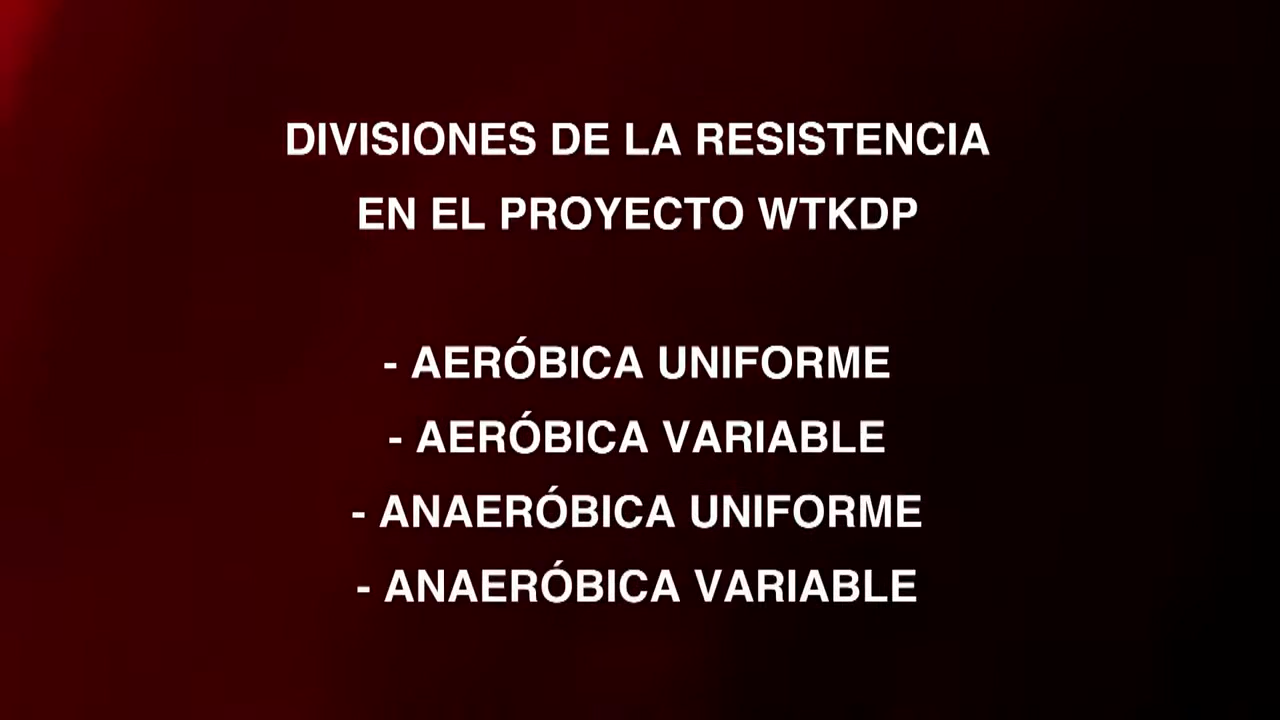 DIVISIONES DE LA RESISTENCIA
EN EL PROYECTO WTKDP
- AERÓBICA UNIFORME
- AERÓBICA VARIABLE
- ANAERÓBICA UNIFORME
- ANAERÓBICA VARIABLE